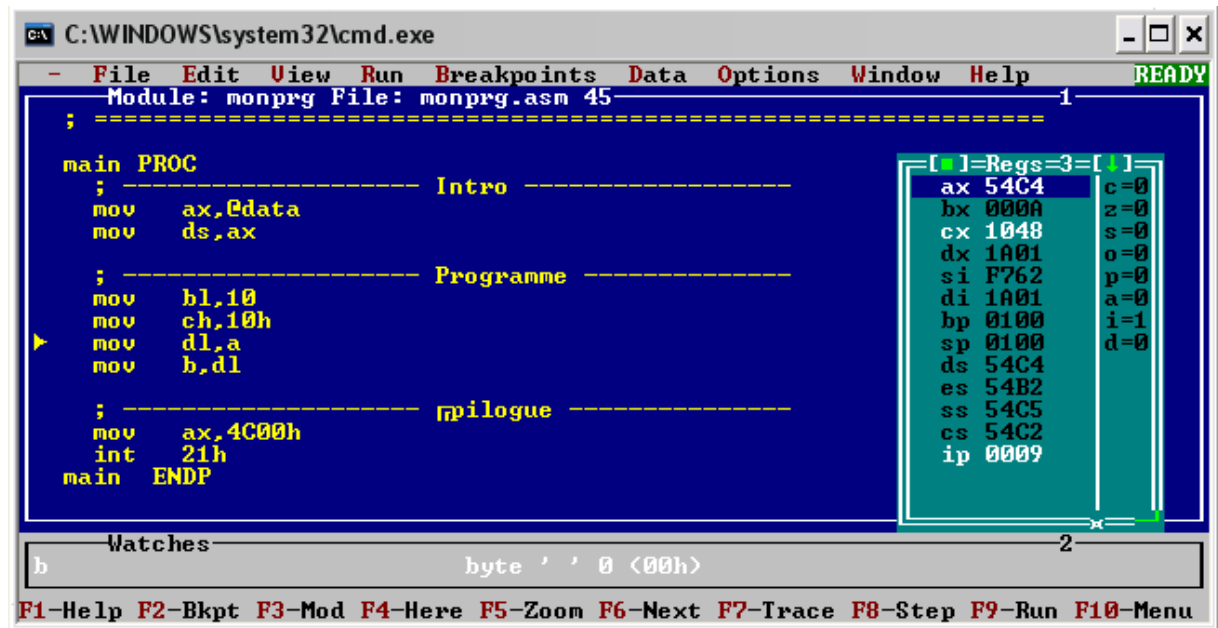 C:\WINDOWS\system32\cmd.exe
- File Edit View Run Breakpoints Data Options Window Help READY
Module: monprg File: monprg.asm 45 1
; ================================================================
main PROC
; -------------------- Intro ------------------
mov ax,@data
mov ds,ax
; -------------------- Programme --------------
mov bl,10
mov ch,10h
mov dl,a
mov b,dl
; -------------------- pilogue ---------------
mov ax,4C00h
int 21h
main ENDP
[■]=Regs=3=[↓]
ax 54C4 c=0
bx 000A z=0
cx 1048 s=0
dx 1A01 o=0
si F762 p=0
di 1A01 a=0
bp 0100 i=1
sp 0100 d=0
ds 54C4
es 54B2
ss 54C5
cs 54C2
ip 0009
Watches 2
b byte ' ' 0 (00h)
F1-Help F2-Bkpt F3-Mod F4-Here F5-Zoom F6-Next F7-Trace F8-Step F9-Run F10-Menu